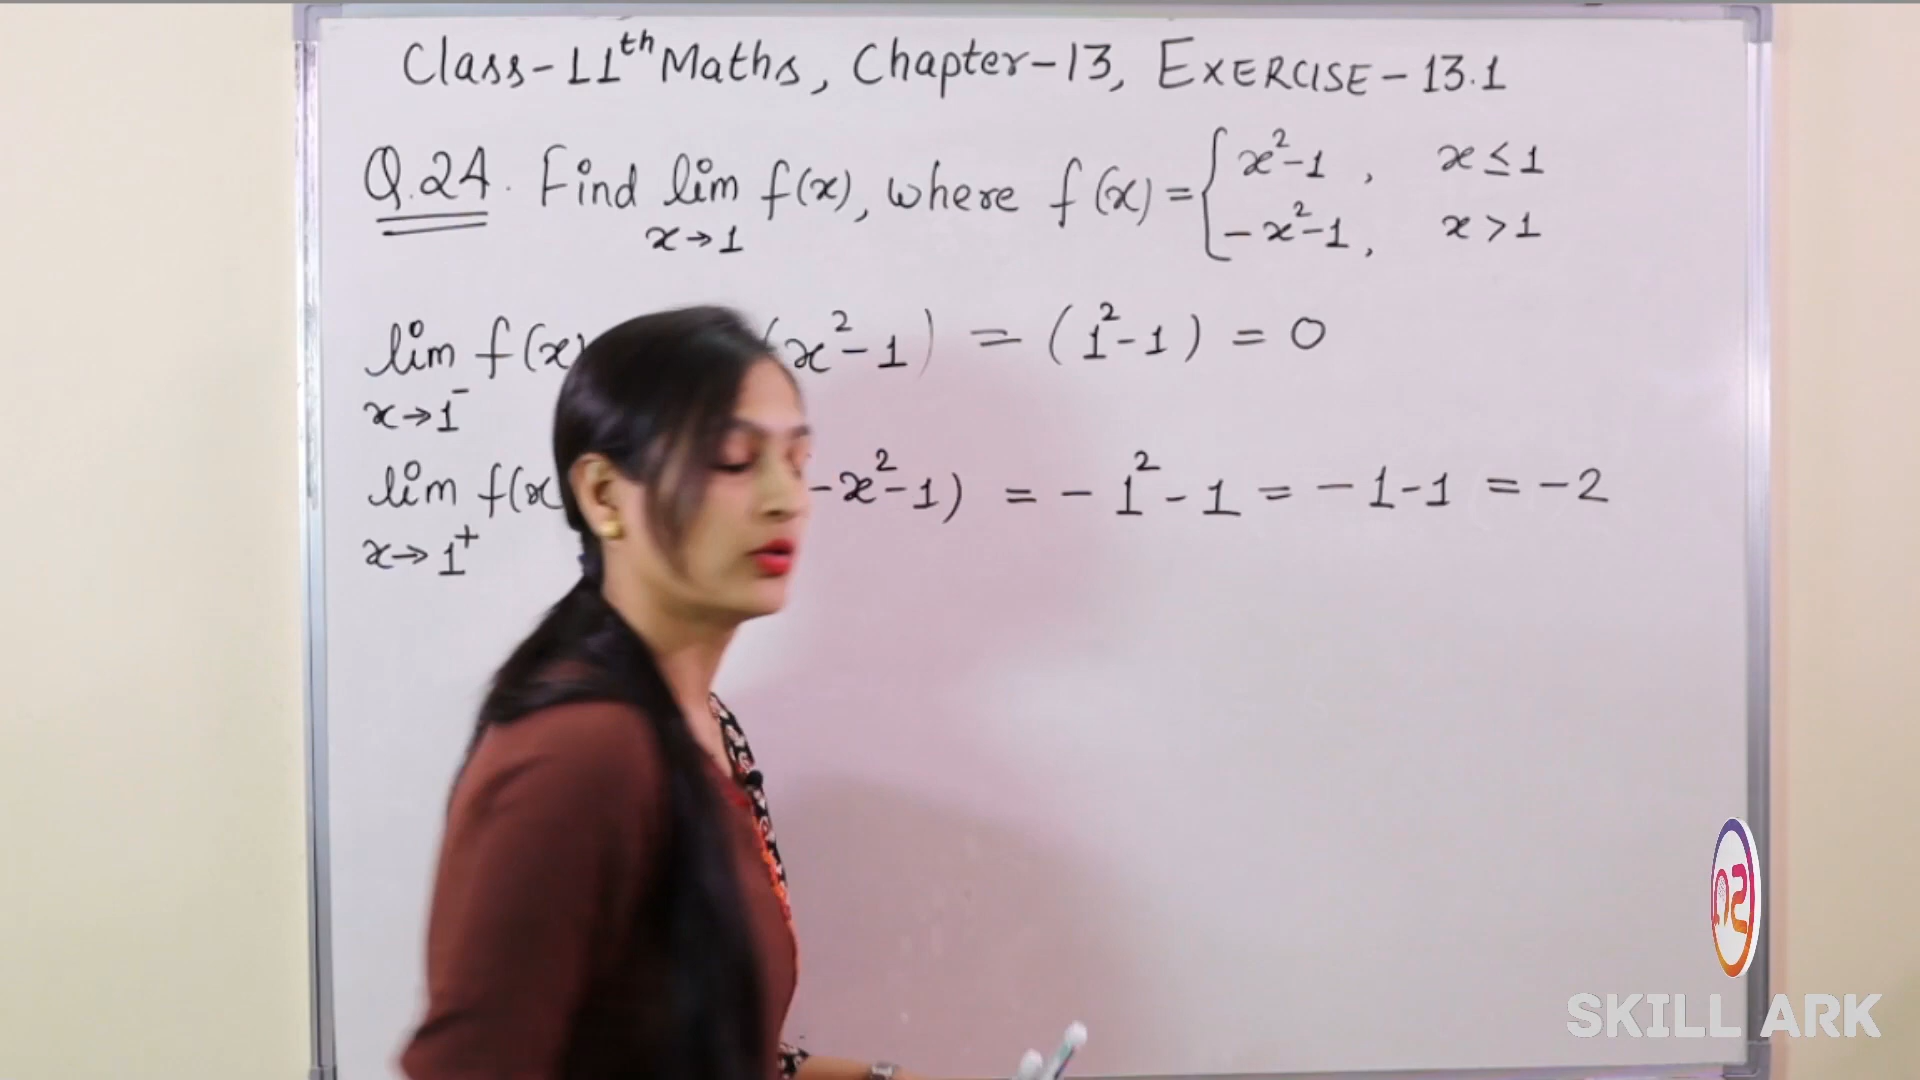 Class-11th Maths, Chapter-13, EXERCISE-13.1
Q.24. Find lim f(x), where f(x) = { x²-1, x ≤ 1
x→1 -x²-1, x > 1
lim f(x) (x²-1) = (1²-1) = 0
x→1⁻
lim f(x -x²-1) = -1²-1 = -1-1 = -2
x→1⁺
SKILL ARK